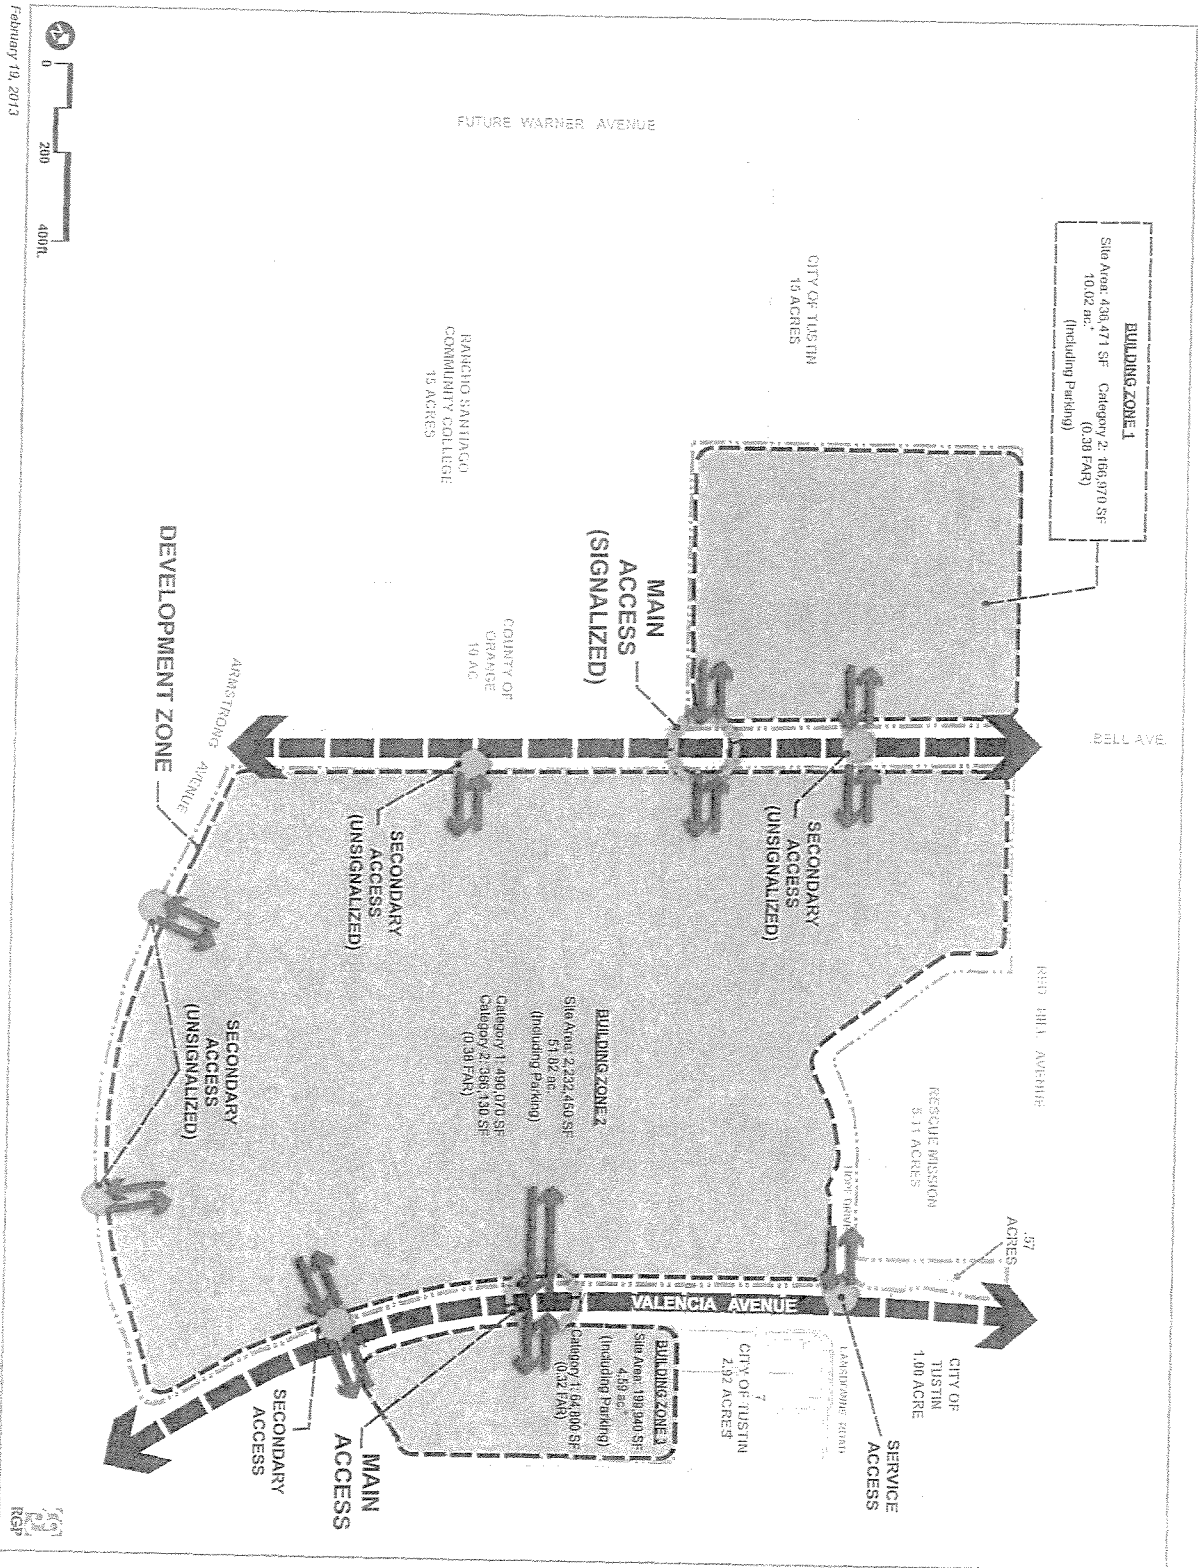 BUILDING ZONE 1
Site Area: 436,471 SF Category 2: 166,970 SF
10.02 ac.* (0.38 FAR)
(Including Parking)
BELL AVE
RED HILL AVENUE
RESCUE MISSION
5.11 ACRES
HOPE DRIVE
.57
ACRES
CITY OF
TUSTIN
1.00 ACRE
SERVICE
ACCESS
LANSDOWNE ROAD
CITY OF TUSTIN
15 ACRES
FUTURE WARNER AVENUE
RANCHO SANTIAGO
COMMUNITY COLLEGE
15 ACRES
MAIN
ACCESS
(SIGNALIZED)
SECONDARY
ACCESS
(UNSIGNALIZED)
VALENCIA AVENUE
7
CITY OF TUSTIN
2.92 ACRES
COUNTY OF
ORANGE
10 AC
SECONDARY
ACCESS
(UNSIGNALIZED)
BUILDING ZONE 2
Site Area: 2,232,450 SF
51.82 ac.
(Including Parking)
Category 1: 490,070 SF
Category 2: 366,130 SF
(0.38 FAR)
BUILDING ZONE 3
Site Area: 199,940 SF
4.59 ac.*
(Including Parking)
Category 1: 64,800 SF
(0.32 FAR)
DEVELOPMENT ZONE
ARMSTRONG AVENUE
SECONDARY
ACCESS
(UNSIGNALIZED)
MAIN
ACCESS
SECONDARY
ACCESS
0 200 400ft.
February 19, 2013
RGP